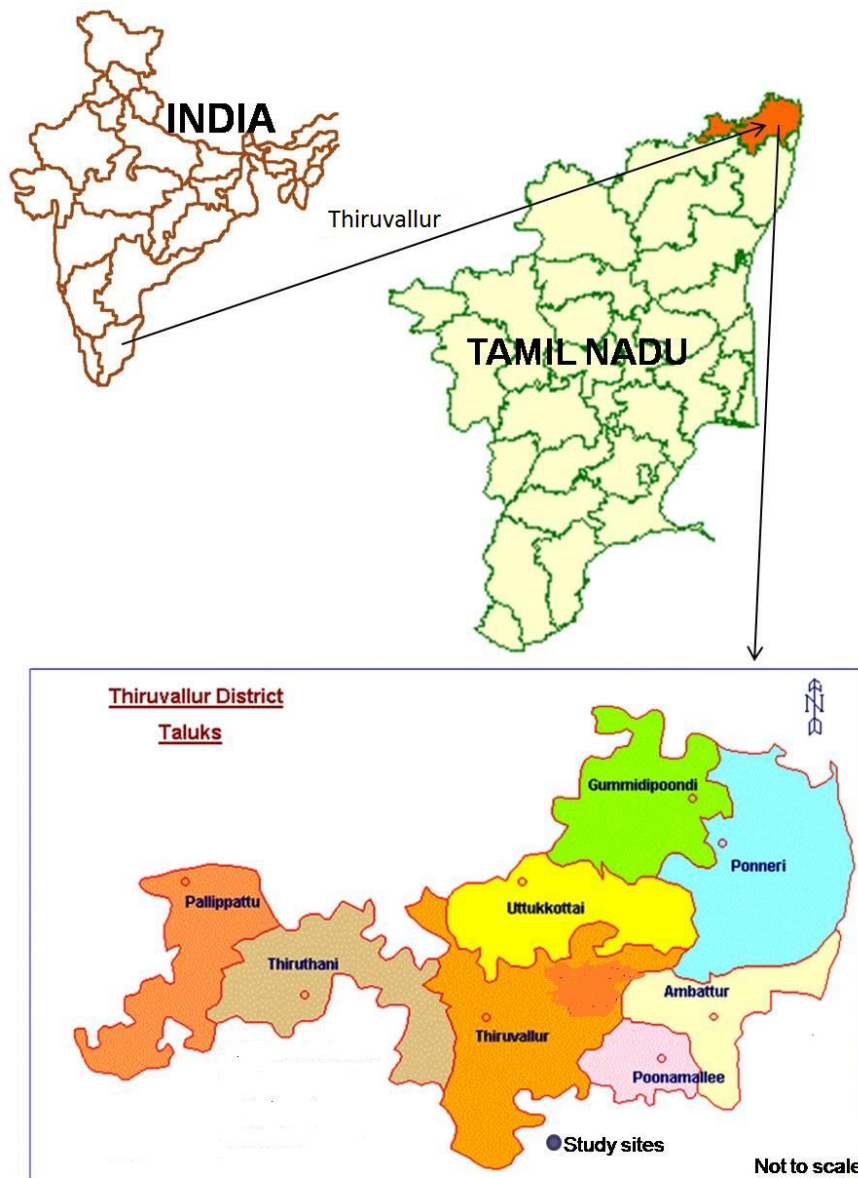 INDIA
Thiruvallur
TAMIL NADU
Thiruvallur District
Taluks
N
Gummidipoondi
Ponneri
Pallippattu
Uttukkottai
Thiruthani
Ambattur
Thiruvallur
Poonamallee
Study sites
Not to scale